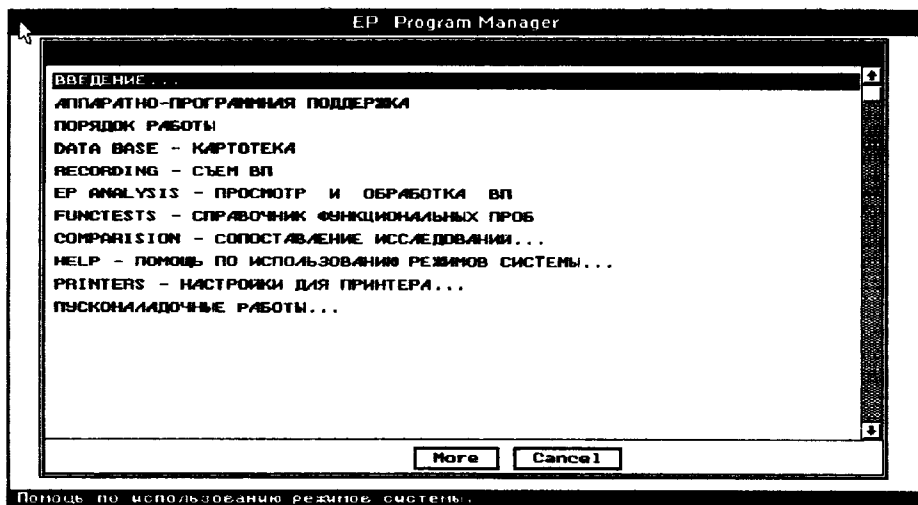 EP Program Manager
ВВЕДЕНИЕ...
АППАРАТНО-ПРОГРАММНАЯ ПОДДЕРЖКА
ПОРЯДОК РАБОТЫ
DATA BASE - КАРТОТЕКА
RECORDING - СЪЕМ ВП
EP ANALYSIS - ПРОСМОТР И ОБРАБОТКА ВП
FUNCTESTS - СПРАВОЧНИК ФУНКЦИОНАЛЬНЫХ ПРОБ
COMPARISION - СОПОСТАВЛЕНИЕ ИССЛЕДОВАНИЙ...
HELP - ПОМОЩЬ ПО ИСПОЛЬЗОВАНИЮ РЕЖИМОВ СИСТЕМЫ...
PRINTERS - НАСТРОЙКИ ДЛЯ ПРИНТЕРА...
ПУСКОНАЛАДОЧНЫЕ РАБОТЫ...
More Cancel
Помощь по использованию режимов системы.